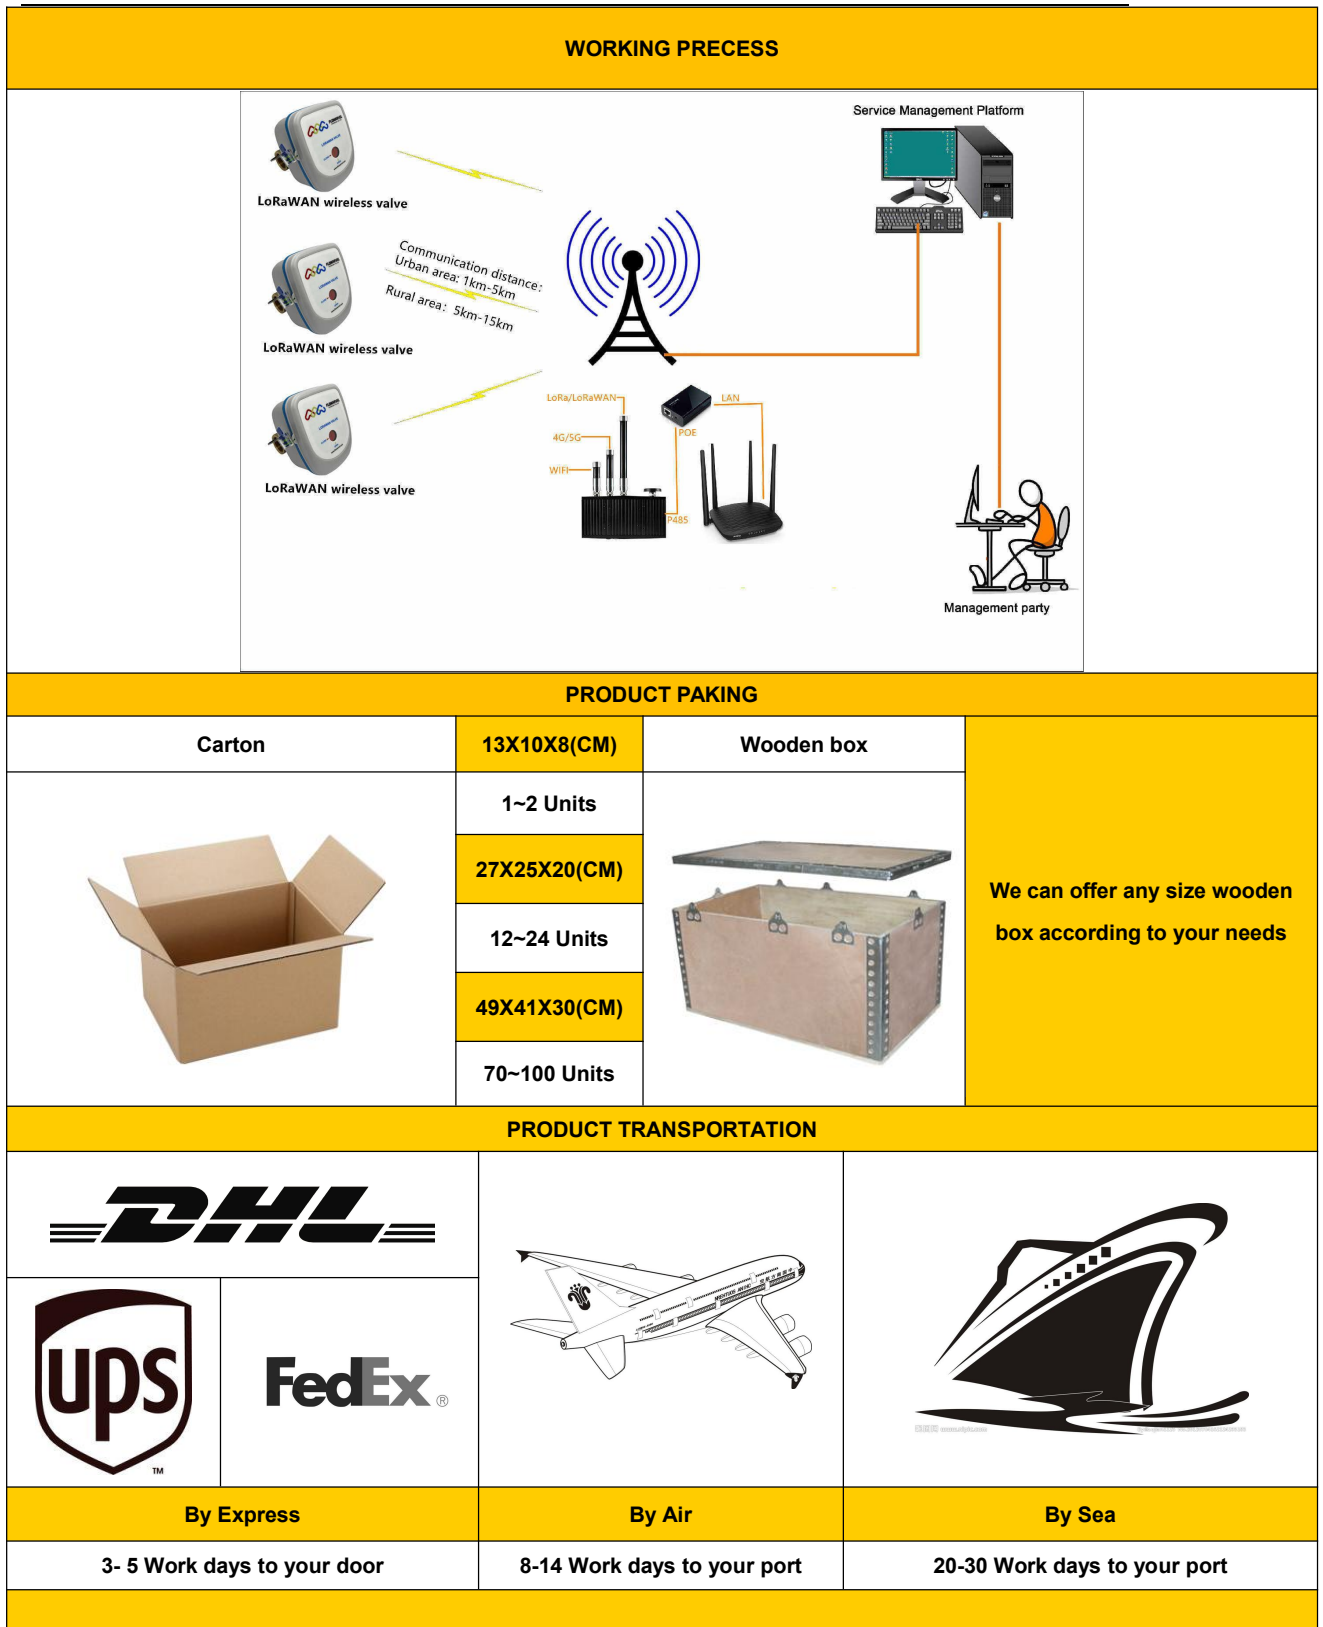 WORKING PRECESS
Service Management Platform
LoRaWAN wireless valve
Communication distance:
Urban area: 1km-5km
Rural area: 5km-15km
LoRaWAN wireless valve
LoRaWAN wireless valve
LoRa/LoRaWAN
4G/5G
WIFI
POE
LAN
P485
Management party
PRODUCT PAKING
Carton
13X10X8(CM)
Wooden box
1~2 Units
27X25X20(CM)
12~24 Units
49X41X30(CM)
70~100 Units
We can offer any size wooden
box according to your needs
PRODUCT TRANSPORTATION
DHL
ups
TM
FedEx ®
By Express
By Air
By Sea
3- 5 Work days to your door
8-14 Work days to your port
20-30 Work days to your port